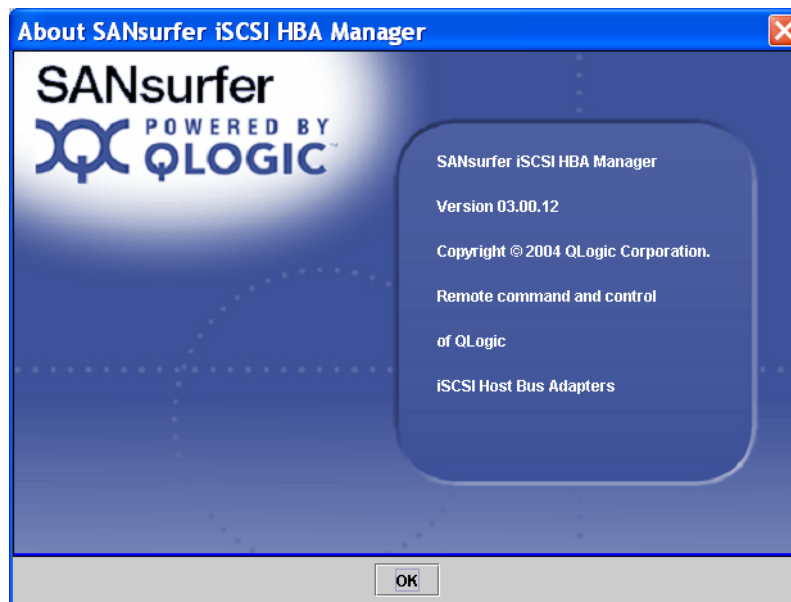 About SANsurfer iSCSI HBA Manager
SANsurfer
POWERED BY
QLOGIC™
SANsurfer iSCSI HBA Manager
Version 03.00.12
Copyright © 2004 QLogic Corporation.
Remote command and control
of QLogic
iSCSI Host Bus Adapters
OK